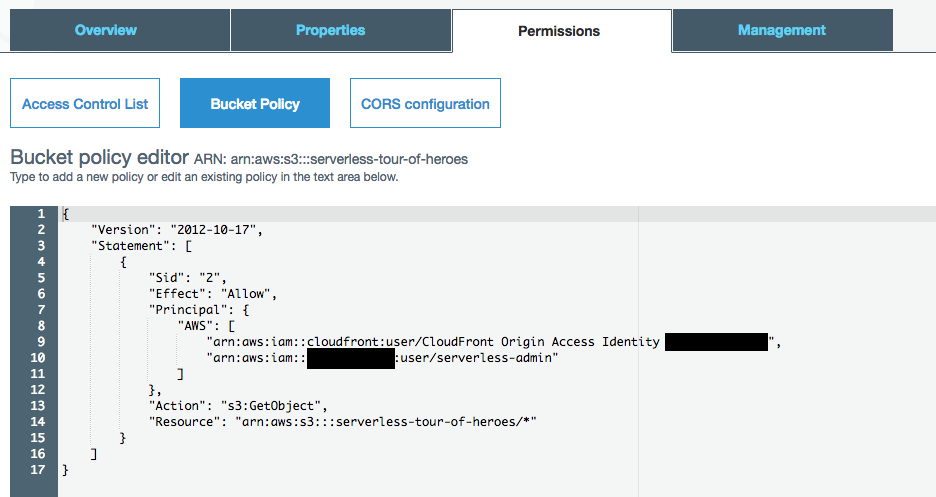 Overview Properties Permissions Management
Access Control List Bucket Policy CORS configuration
Bucket policy editor ARN: arn:aws:s3:::serverless-tour-of-heroes
Type to add a new policy or edit an existing policy in the text area below.
1 {
2 "Version": "2012-10-17",
3 "Statement": [
4 {
5 "Sid": "2",
6 "Effect": "Allow",
7 "Principal": {
8 "AWS": [
9 "arn:aws:iam::cloudfront:user/CloudFront Origin Access Identity ",
10 "arn:aws:iam:: :user/serverless-admin"
11 ]
12 },
13 "Action": "s3:GetObject",
14 "Resource": "arn:aws:s3:::serverless-tour-of-heroes/*"
15 }
16 ]
17 }